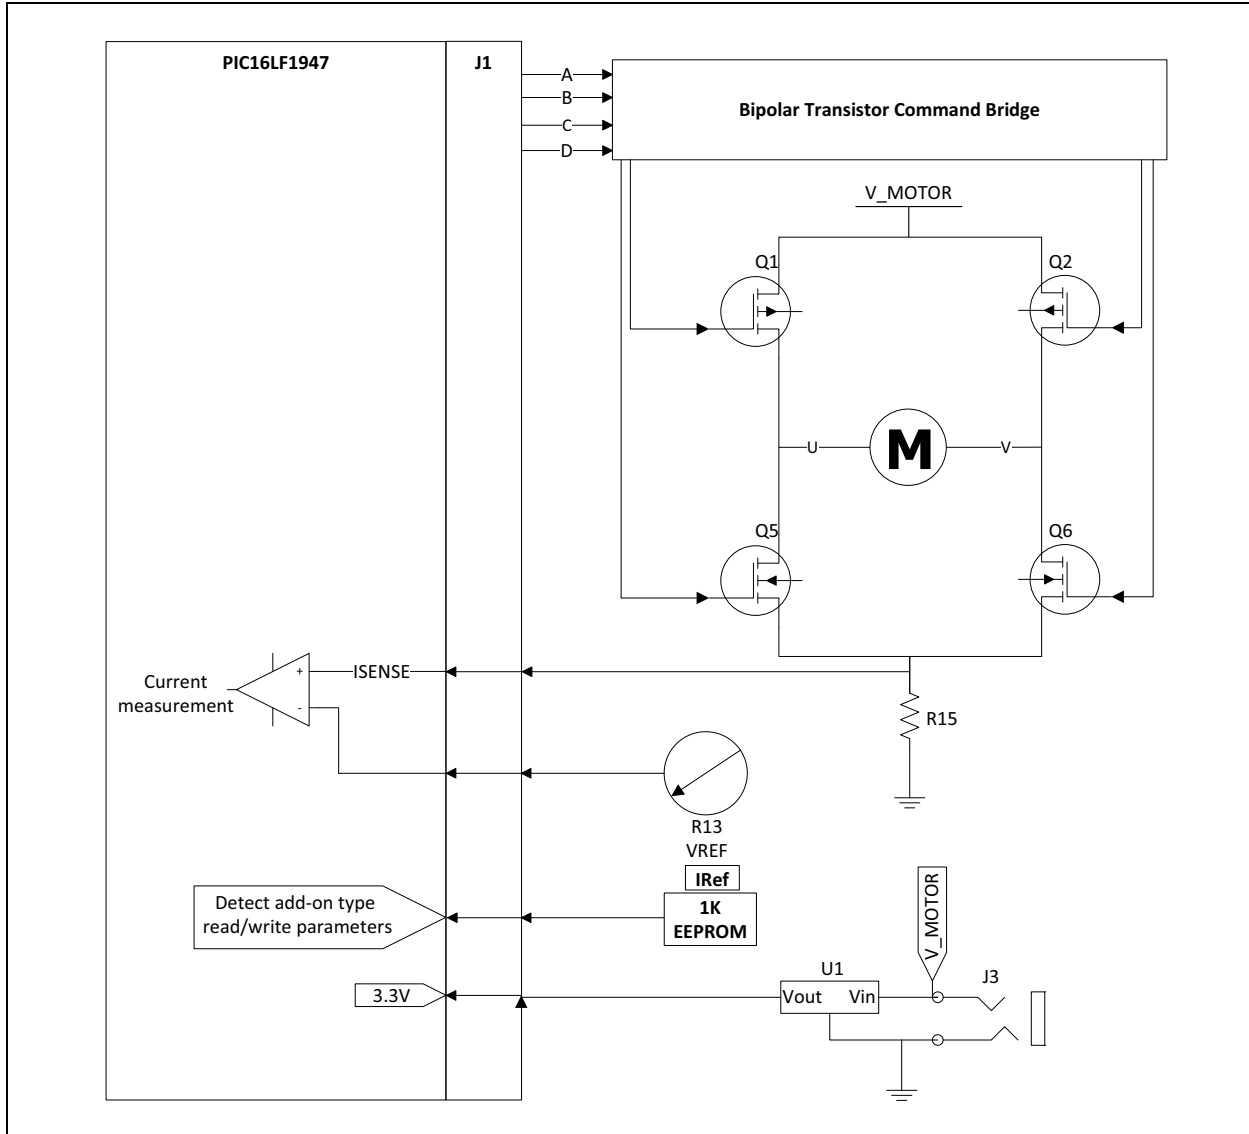 PIC16LF1947
J1
A
B
C
D
Bipolar Transistor Command Bridge
V_MOTOR
Q1
Q2
U
M
V
Q5
Q6
Current
measurement
+
-
ISENSE
R15
R13
VREF
IRef
1K
EEPROM
Detect add-on type
read/write parameters
3.3V
U1
Vout
Vin
V_MOTOR
J3